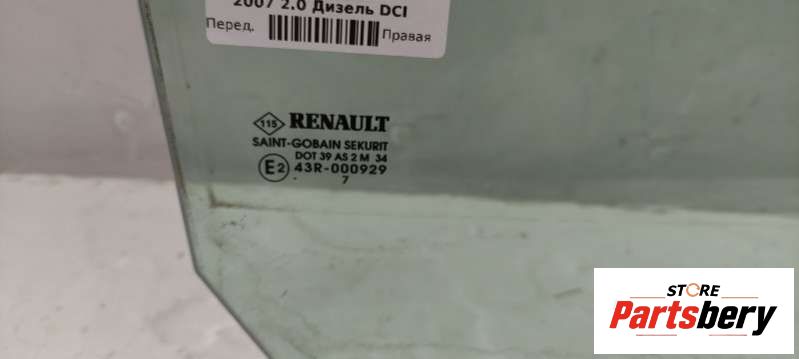 2007 2.0 Дизель DCI
Перед. Правая
115 RENAULT
SAINT-GOBAIN SEKURIT
DOT 39 AS 2 M 34
E2 43R-000929
. 7
STORE
Partsbery